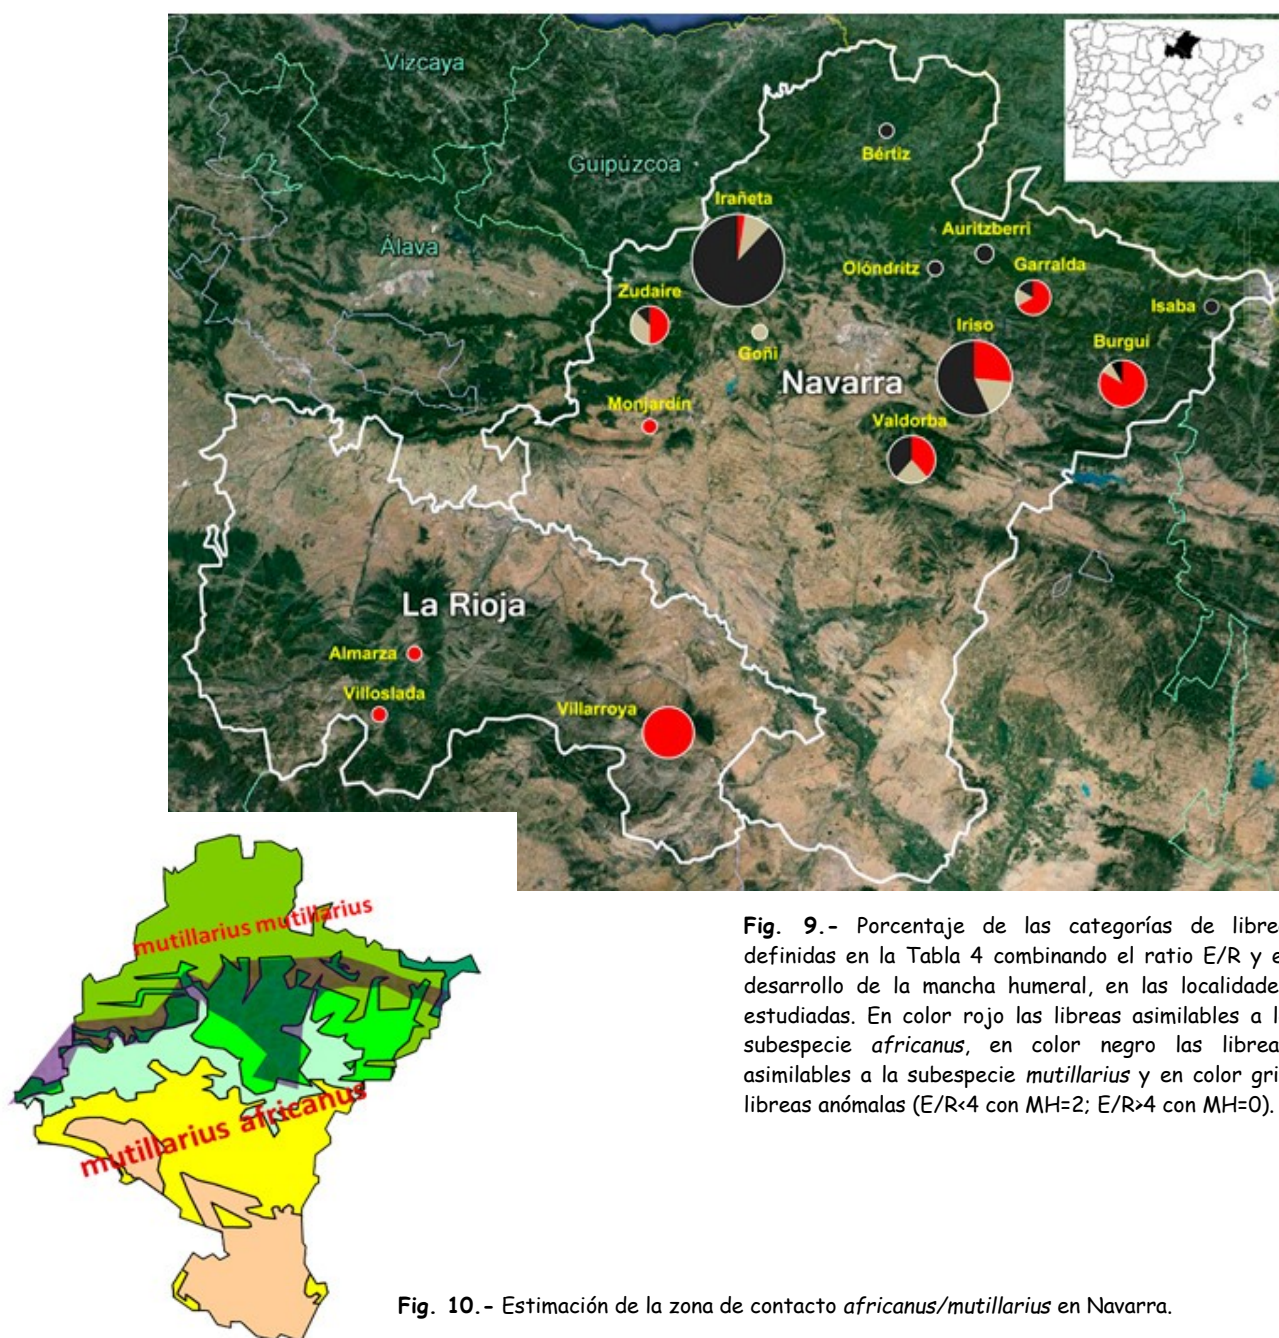 Vizcaya
Guipúzcoa
Álava
Bértiz
Irañeta
Auritzberri
Olóndritz
Garralda
Zudaire
Isaba
Goñi
Iriso
Burgui
Navarra
Monjardín
Valdorba
La Rioja
Almarza
Villoslada
Villarroya
mutillarius mutillarius
mutillarius africanus
Fig. 9.- Porcentaje de las categorías de libre
definidas en la Tabla 4 combinando el ratio E/R y e
desarrollo de la mancha humeral, en las localidade
estudiadas. En color rojo las libreas asimilables a l
subespecie africanus, en color negro las librea
asimilables a la subespecie mutillarius y en color gri
libreas anómalas (E/R<4 con MH=2; E/R>4 con MH=0).
Fig. 10.- Estimación de la zona de contacto africanus/mutillarius en Navarra.